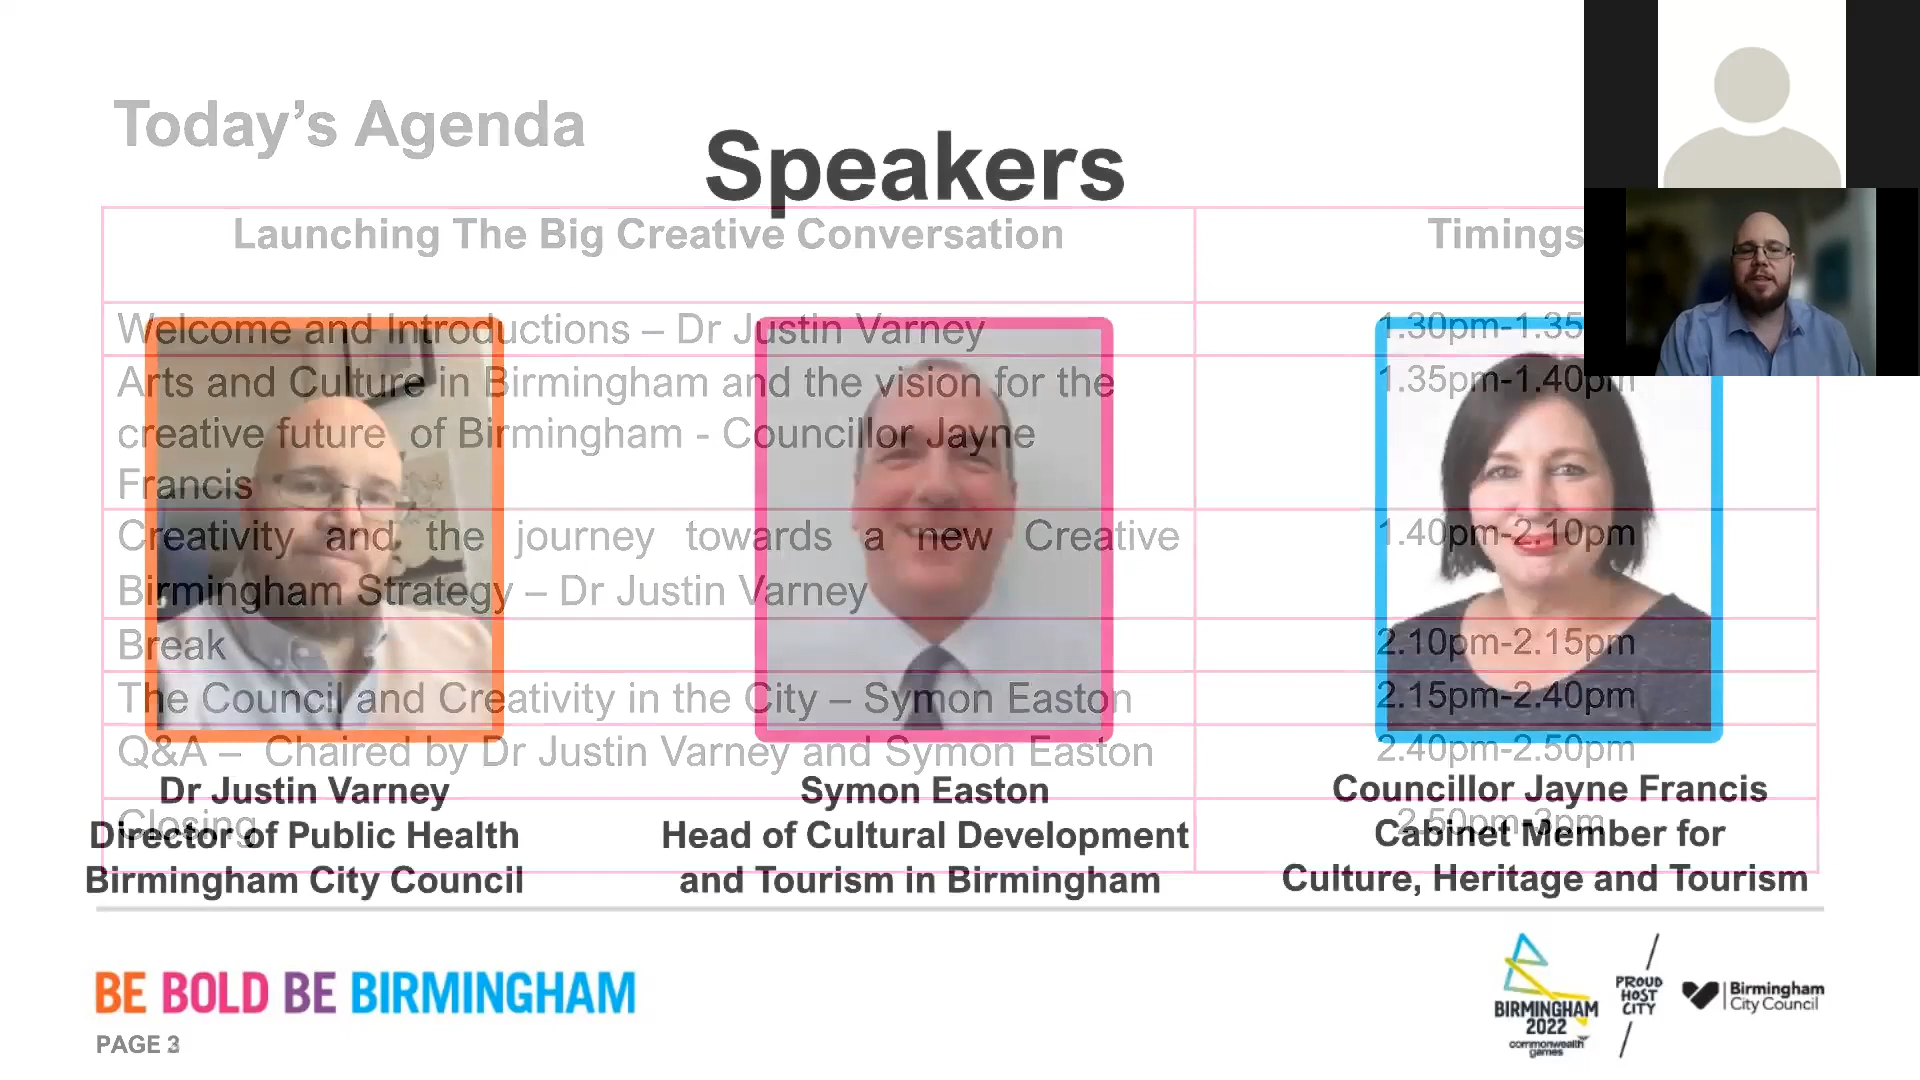 Today's Agenda
Speakers
Launching The Big Creative Conversation
Timings
Welcome and Introductions – Dr Justin Varney
1.30pm-1.35
Arts and Culture in Birmingham and the vision for the
1.35pm-1.40pm
creative future of Birmingham - Councillor Jayne
Francis
Creativity and the journey towards a new Creative
1.40pm-2.10pm
Birmingham Strategy – Dr Justin Varney
Break
2.10pm-2.15pm
The Council and Creativity in the City – Symon Easton
2.15pm-2.40pm
Q&A – Chaired by Dr Justin Varney and Symon Easton
2.40pm-2.50pm
Closing
2.50pm-3pm
Dr Justin Varney
Director of Public Health
Birmingham City Council
Symon Easton
Head of Cultural Development
and Tourism in Birmingham
Councillor Jayne Francis
Cabinet Member for
Culture, Heritage and Tourism
BE BOLD BE BIRMINGHAM
PAGE
BIRMINGHAM
2022
commonwealth
games
PROUD
HOST
CITY
Birmingham
City Council